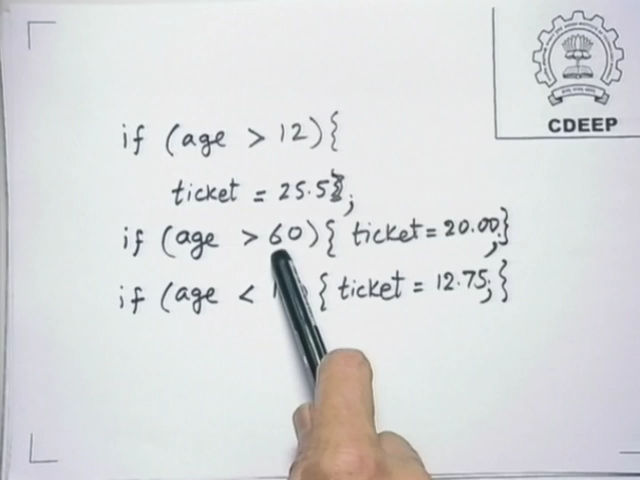 CDEEP
if (age > 12){
ticket = 25.5
if (age > 60){ ticket = 20.00;}
if (age < { ticket = 12.75;}